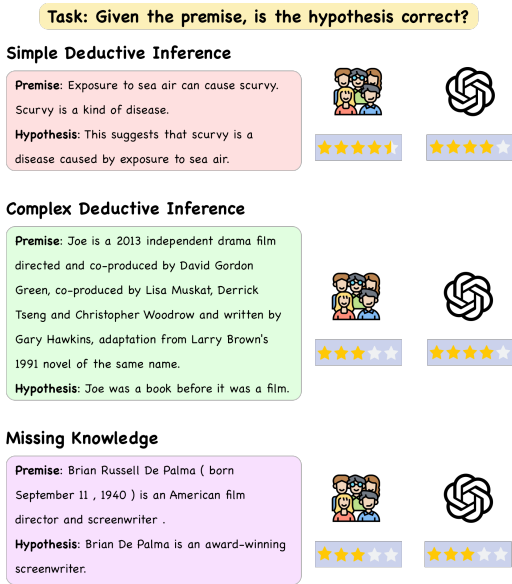 Task: Given the premise, is the hypothesis correct?
Simple Deductive Inference
Premise: Exposure to sea air can cause scurvy.
Scurvy is a kind of disease.
Hypothesis: This suggests that scurvy is a
disease caused by exposure to sea air.
Complex Deductive Inference
Premise: Joe is a 2013 independent drama film
directed and co-produced by David Gordon
Green, co-produced by Lisa Muskat, Derrick
Tseng and Christopher Woodrow and written by
Gary Hawkins, adaptation from Larry Brown's
1991 novel of the same name.
Hypothesis: Joe was a book before it was a film.
Missing Knowledge
Premise: Brian Russell De Palma ( born
September 11 , 1940 ) is an American film
director and screenwriter .
Hypothesis: Brian De Palma is an award-winning
screenwriter.